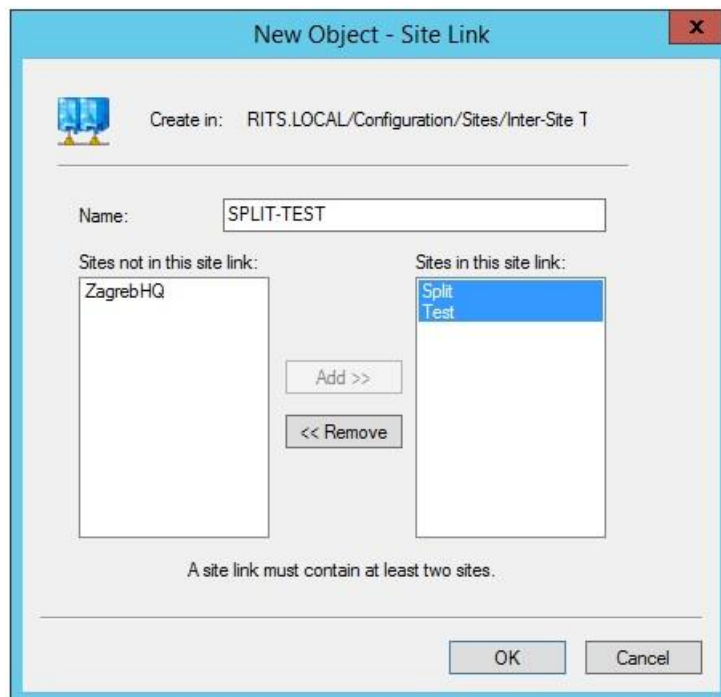 New Object - Site Link
x
Create in: RITS.LOCAL/Configuration/Sites/Inter-Site T
Name: SPLIT-TEST
Sites not in this site link: Sites in this site link:
ZagrebHQ Split
Test
Add >>
<< Remove
A site link must contain at least two sites.
OK Cancel